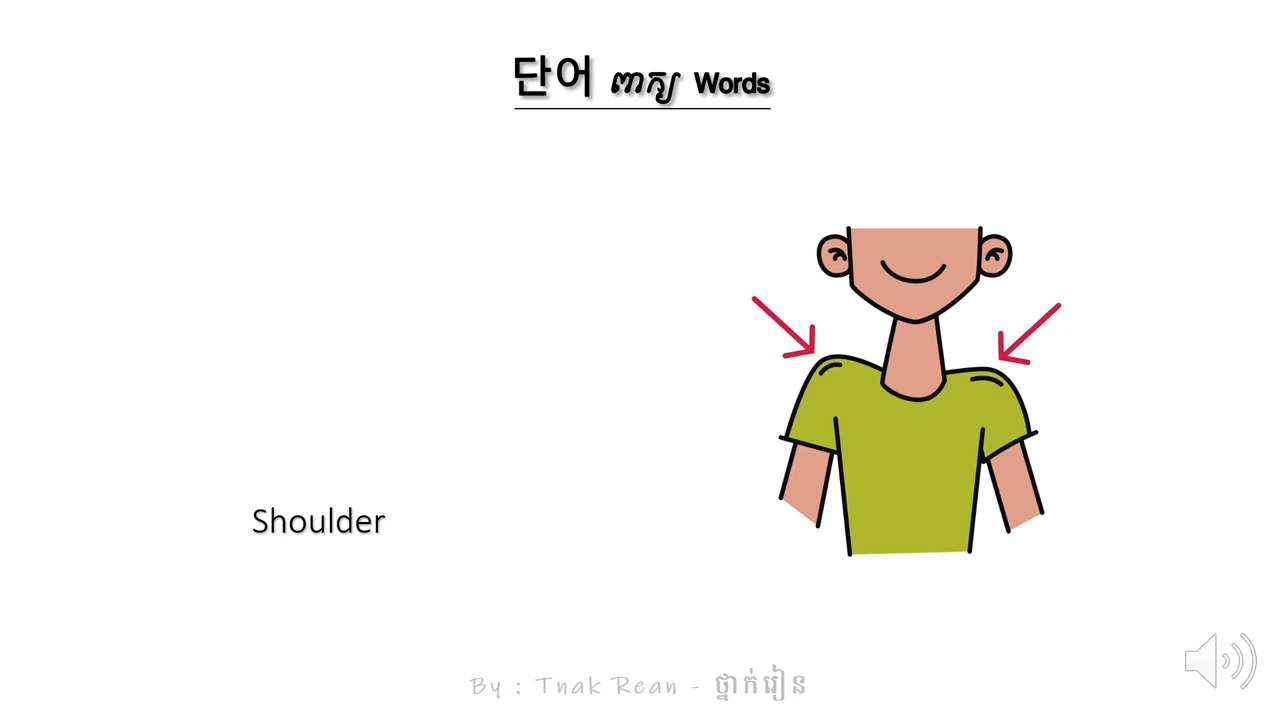 단어 ពាក្យ Words
Shoulder
By : Tnak Rean - ថ្នាក់រៀន